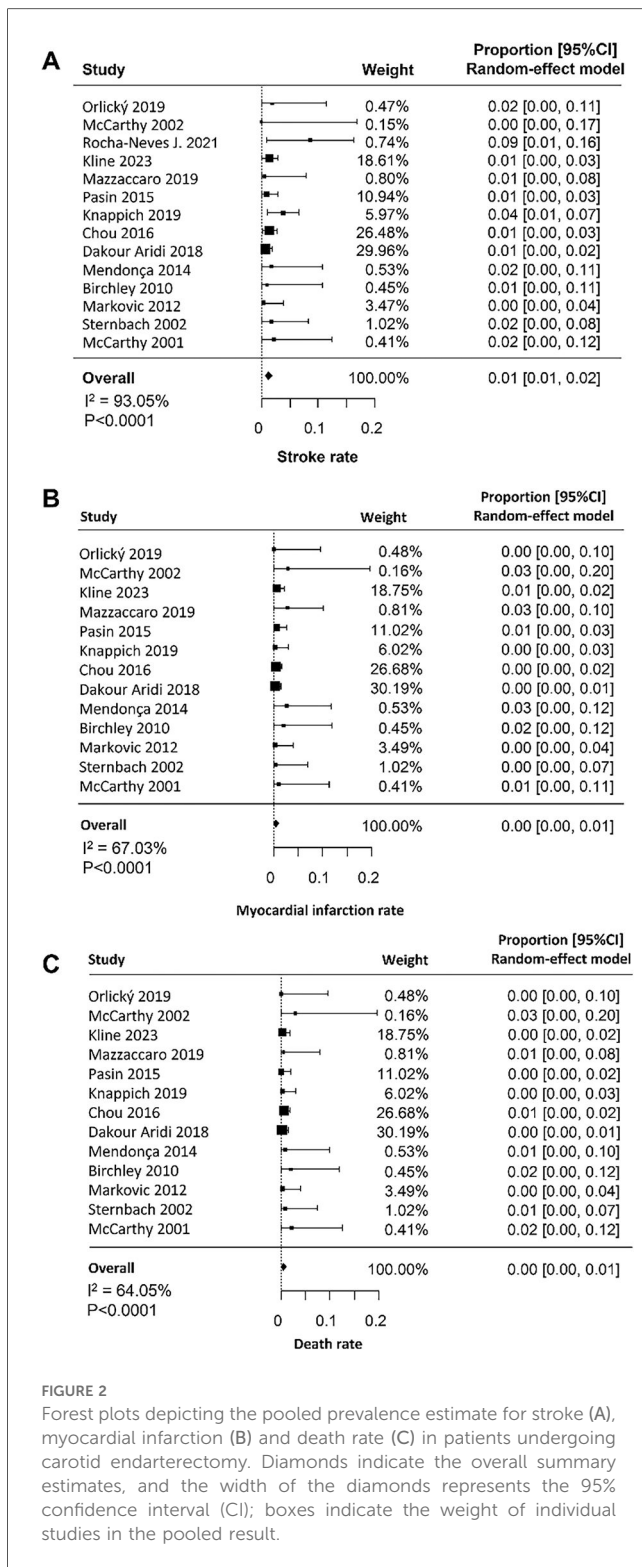 A
Study Weight Proportion [95%CI] Random-effect model
Orlický 2019 0.47% 0.02 [0.00, 0.11]
McCarthy 2002 0.15% 0.00 [0.00, 0.17]
Rocha-Neves J. 2021 0.74% 0.09 [0.01, 0.16]
Kline 2023 18.61% 0.01 [0.00, 0.03]
Mazzaccaro 2019 0.80% 0.01 [0.00, 0.08]
Pasin 2015 10.94% 0.01 [0.00, 0.03]
Knappich 2019 5.97% 0.04 [0.01, 0.07]
Chou 2016 26.48% 0.01 [0.00, 0.03]
Dakour Aridi 2018 29.96% 0.01 [0.00, 0.02]
Mendonça 2014 0.53% 0.02 [0.00, 0.11]
Birchley 2010 0.45% 0.01 [0.00, 0.11]
Markovic 2012 3.47% 0.00 [0.00, 0.04]
Sternbach 2002 1.02% 0.02 [0.00, 0.08]
McCarthy 2001 0.41% 0.02 [0.00, 0.12]
Overall 100.00% 0.01 [0.01, 0.02]
I² = 93.05%
P<0.0001
0 0.1 0.2
Stroke rate
B
Study Weight Proportion [95%CI] Random-effect model
Orlický 2019 0.48% 0.00 [0.00, 0.10]
McCarthy 2002 0.16% 0.03 [0.00, 0.20]
Kline 2023 18.75% 0.01 [0.00, 0.02]
Mazzaccaro 2019 0.81% 0.03 [0.00, 0.10]
Pasin 2015 11.02% 0.01 [0.00, 0.03]
Knappich 2019 6.02% 0.00 [0.00, 0.03]
Chou 2016 26.68% 0.00 [0.00, 0.02]
Dakour Aridi 2018 30.19% 0.00 [0.00, 0.01]
Mendonça 2014 0.53% 0.03 [0.00, 0.12]
Birchley 2010 0.45% 0.02 [0.00, 0.12]
Markovic 2012 3.49% 0.00 [0.00, 0.04]
Sternbach 2002 1.02% 0.00 [0.00, 0.07]
McCarthy 2001 0.41% 0.01 [0.00, 0.11]
Overall 100.00% 0.00 [0.00, 0.01]
I² = 67.03%
P<0.0001
0 0.1 0.2
Myocardial infarction rate
C
Study Weight Proportion [95%CI] Random-effect model
Orlický 2019 0.48% 0.00 [0.00, 0.10]
McCarthy 2002 0.16% 0.03 [0.00, 0.20]
Kline 2023 18.75% 0.00 [0.00, 0.02]
Mazzaccaro 2019 0.81% 0.01 [0.00, 0.08]
Pasin 2015 11.02% 0.00 [0.00, 0.02]
Knappich 2019 6.02% 0.00 [0.00, 0.03]
Chou 2016 26.68% 0.01 [0.00, 0.02]
Dakour Aridi 2018 30.19% 0.00 [0.00, 0.01]
Mendonça 2014 0.53% 0.01 [0.00, 0.10]
Birchley 2010 0.45% 0.02 [0.00, 0.12]
Markovic 2012 3.49% 0.00 [0.00, 0.04]
Sternbach 2002 1.02% 0.01 [0.00, 0.07]
McCarthy 2001 0.41% 0.02 [0.00, 0.12]
Overall 100.00% 0.00 [0.00, 0.01]
I² = 64.05%
P<0.0001
0 0.1 0.2
Death rate
FIGURE 2
Forest plots depicting the pooled prevalence estimate for stroke (A),
myocardial infarction (B) and death rate (C) in patients undergoing
carotid endarterectomy. Diamonds indicate the overall summary
estimates, and the width of the diamonds represents the 95%
confidence interval (CI); boxes indicate the weight of individual
studies in the pooled result.